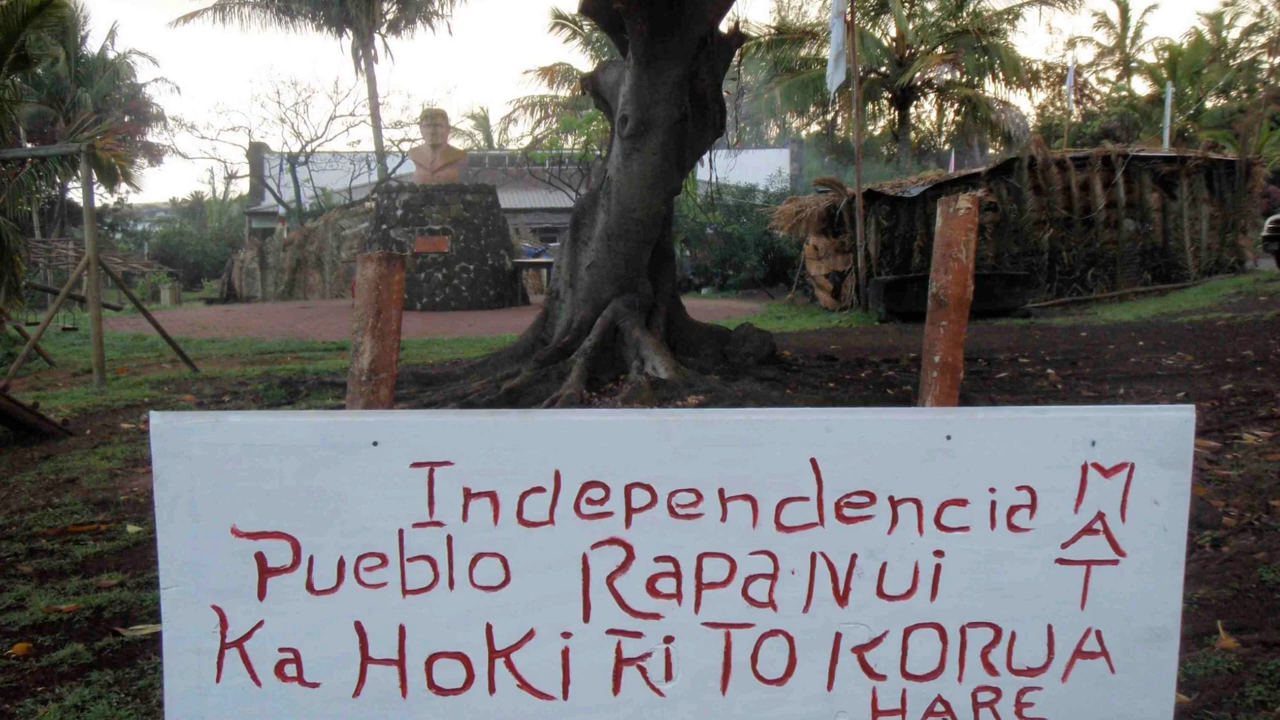 Independencia
Pueblo Rapa Nui
Ka HoKi Ki TO KORUA
HARE
MAT